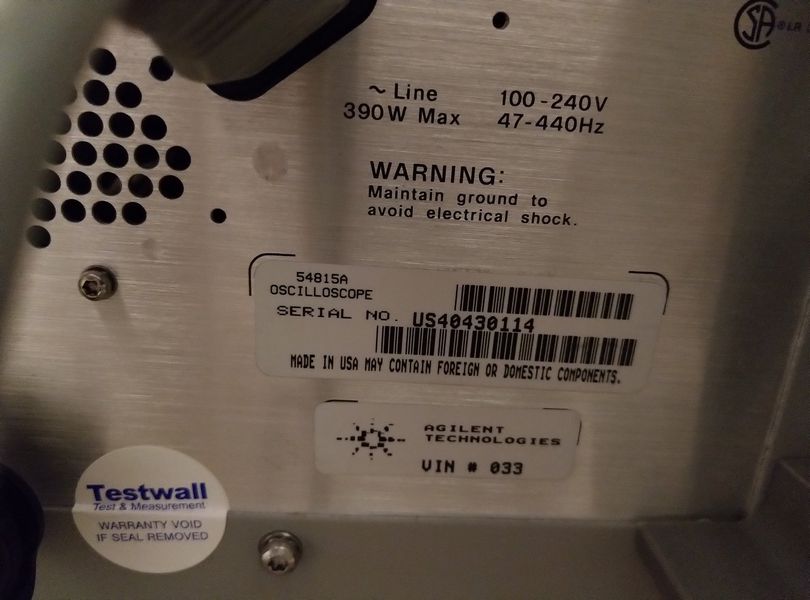 SA ® LR
~ Line 100-240V
390W Max 47-440Hz
WARNING:
Maintain ground to
avoid electrical shock.
54815A
OSCILLOSCOPE
SERIAL NO. US40430114
MADE IN USA MAY CONTAIN FOREIGN OR DOMESTIC COMPONENTS.
AGILENT
TECHNOLOGIES
VIN # 033
Testwall
Test & Measurement
WARRANTY VOID
IF SEAL REMOVED